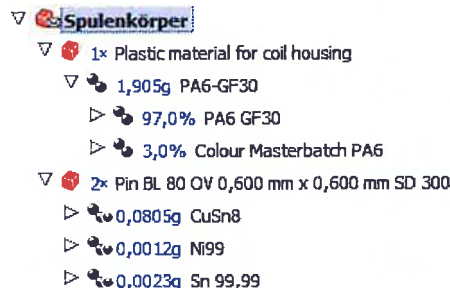 Spulenkörper
1× Plastic material for coil housing
1,905g PA6-GF30
97,0% PA6 GF30
3,0% Colour Masterbatch PA6
2× Pin BL 80 OV 0,600 mm x 0,600 mm SD 300
0,0805g CuSn8
0,0012g Ni99
0,0023g Sn 99,99